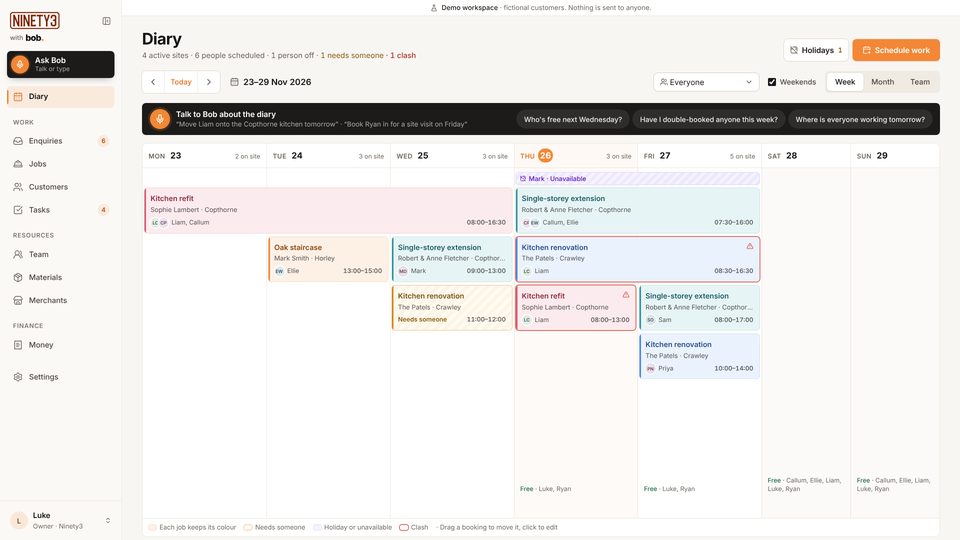 Demo workspace · fictional customers. Nothing is sent to anyone.
NINETY3
with bob.
Ask Bob
Talk or type
Diary
WORK
Enquiries 6
Jobs
Customers
Tasks 4
RESOURCES
Team
Materials
Merchants
FINANCE
Money
Settings
L
Luke
Owner · Ninety3
Diary
4 active sites · 6 people scheduled · 1 person off · 1 needs someone · 1 clash
Holidays 1
Schedule work
Today
23–29 Nov 2026
Everyone
Weekends
Week
Month
Team
Talk to Bob about the diary
"Move Liam onto the Copthorne kitchen tomorrow" · "Book Ryan in for a site visit on Friday"
Who's free next Wednesday?
Have I double-booked anyone this week?
Where is everyone working tomorrow?
MON 23 2 on site
TUE 24 3 on site
WED 25 3 on site
THU 26 3 on site
FRI 27 5 on site
SAT 28
SUN 29
Mark · Unavailable
Kitchen refit
Sophie Lambert · Copthorne
LC CP Liam, Callum 08:00–16:30
Single-storey extension
Robert & Anne Fletcher · Copthorne
CP EW Callum, Ellie 07:30–16:00
Oak staircase
Mark Smith · Horley
EW Ellie 13:00–15:00
Single-storey extension
Robert & Anne Fletcher · Copthor...
MD Mark 09:00–13:00
Kitchen renovation
The Patels · Crawley
LC Liam 08:30–16:30
Kitchen renovation
The Patels · Crawley
Needs someone 11:00–12:00
Kitchen refit
Sophie Lambert · Copthorne
LC Liam 08:00–13:00
Single-storey extension
Robert & Anne Fletcher · Copthor...
SO Sam 08:00–17:00
Kitchen renovation
The Patels · Crawley
PN Priya 10:00–14:00
Free · Luke, Ryan
Free · Luke, Ryan
Free · Callum, Ellie, Liam,
Luke, Ryan
Free · Callum, Ellie, Liam,
Luke, Ryan
Each job keeps its colour
Needs someone
Holiday or unavailable
Clash
· Drag a booking to move it, click to edit